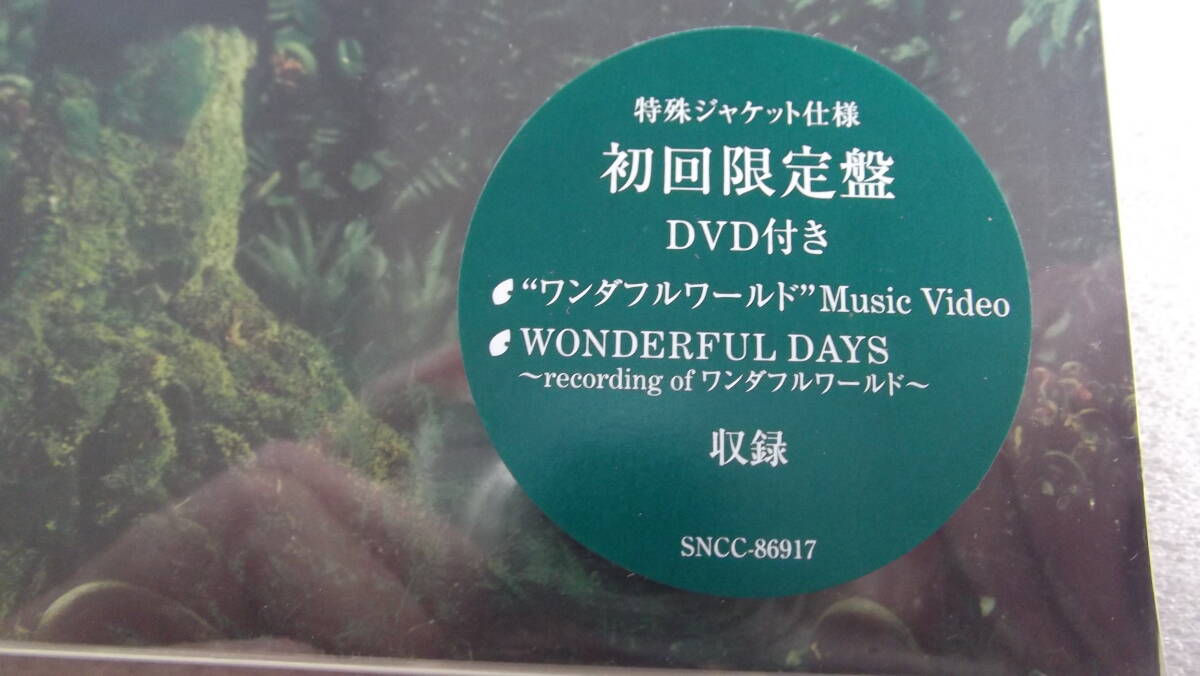 特殊ジャケット仕様
初回限定盤
DVD付き
“ワンダフルワールド”Music Video
WONDERFUL DAYS
～recording of ワンダフルワールド～
収録
SNCC-86917